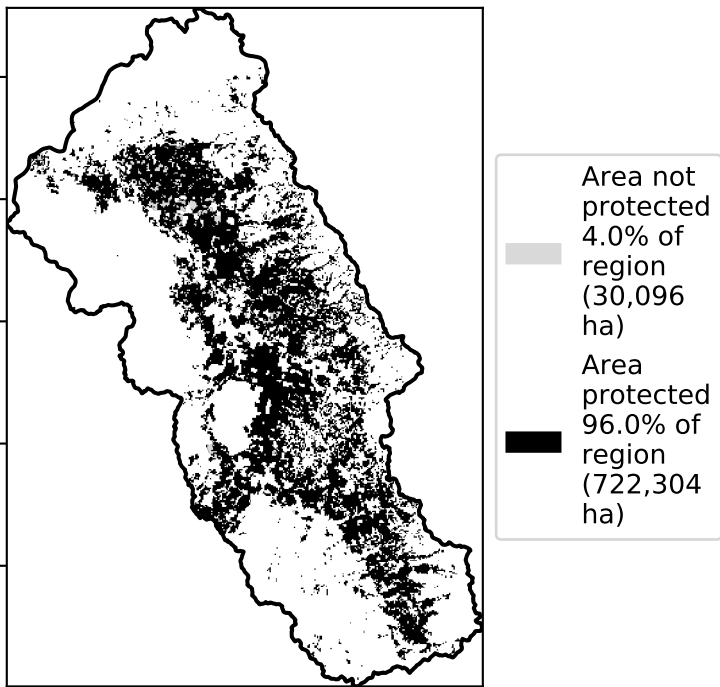 Area not
protected
4.0% of
region
(30,096
ha)
Area
protected
96.0% of
region
(722,304
ha)